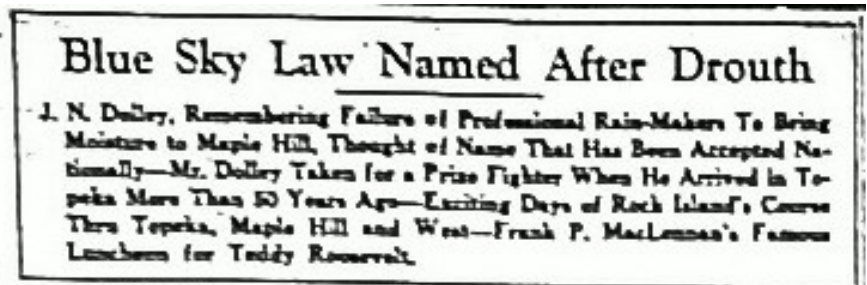 Blue Sky Law Named After Drouth
J. N. Dolley, Remembering Failure of Professional Rain-Makers To Bring
Moisture to Maple Hill, Thought of Name That Has Been Accepted Na-
tionally—Mr. Dolley Taken for a Prize Fighter When He Arrived in To-
peka More Than 50 Years Ago—Exciting Days of Rock Island's Course
Thru Topeka, Maple Hill and West—Frank P. MacLennan's Famous
Luncheon for Teddy Roosevelt.